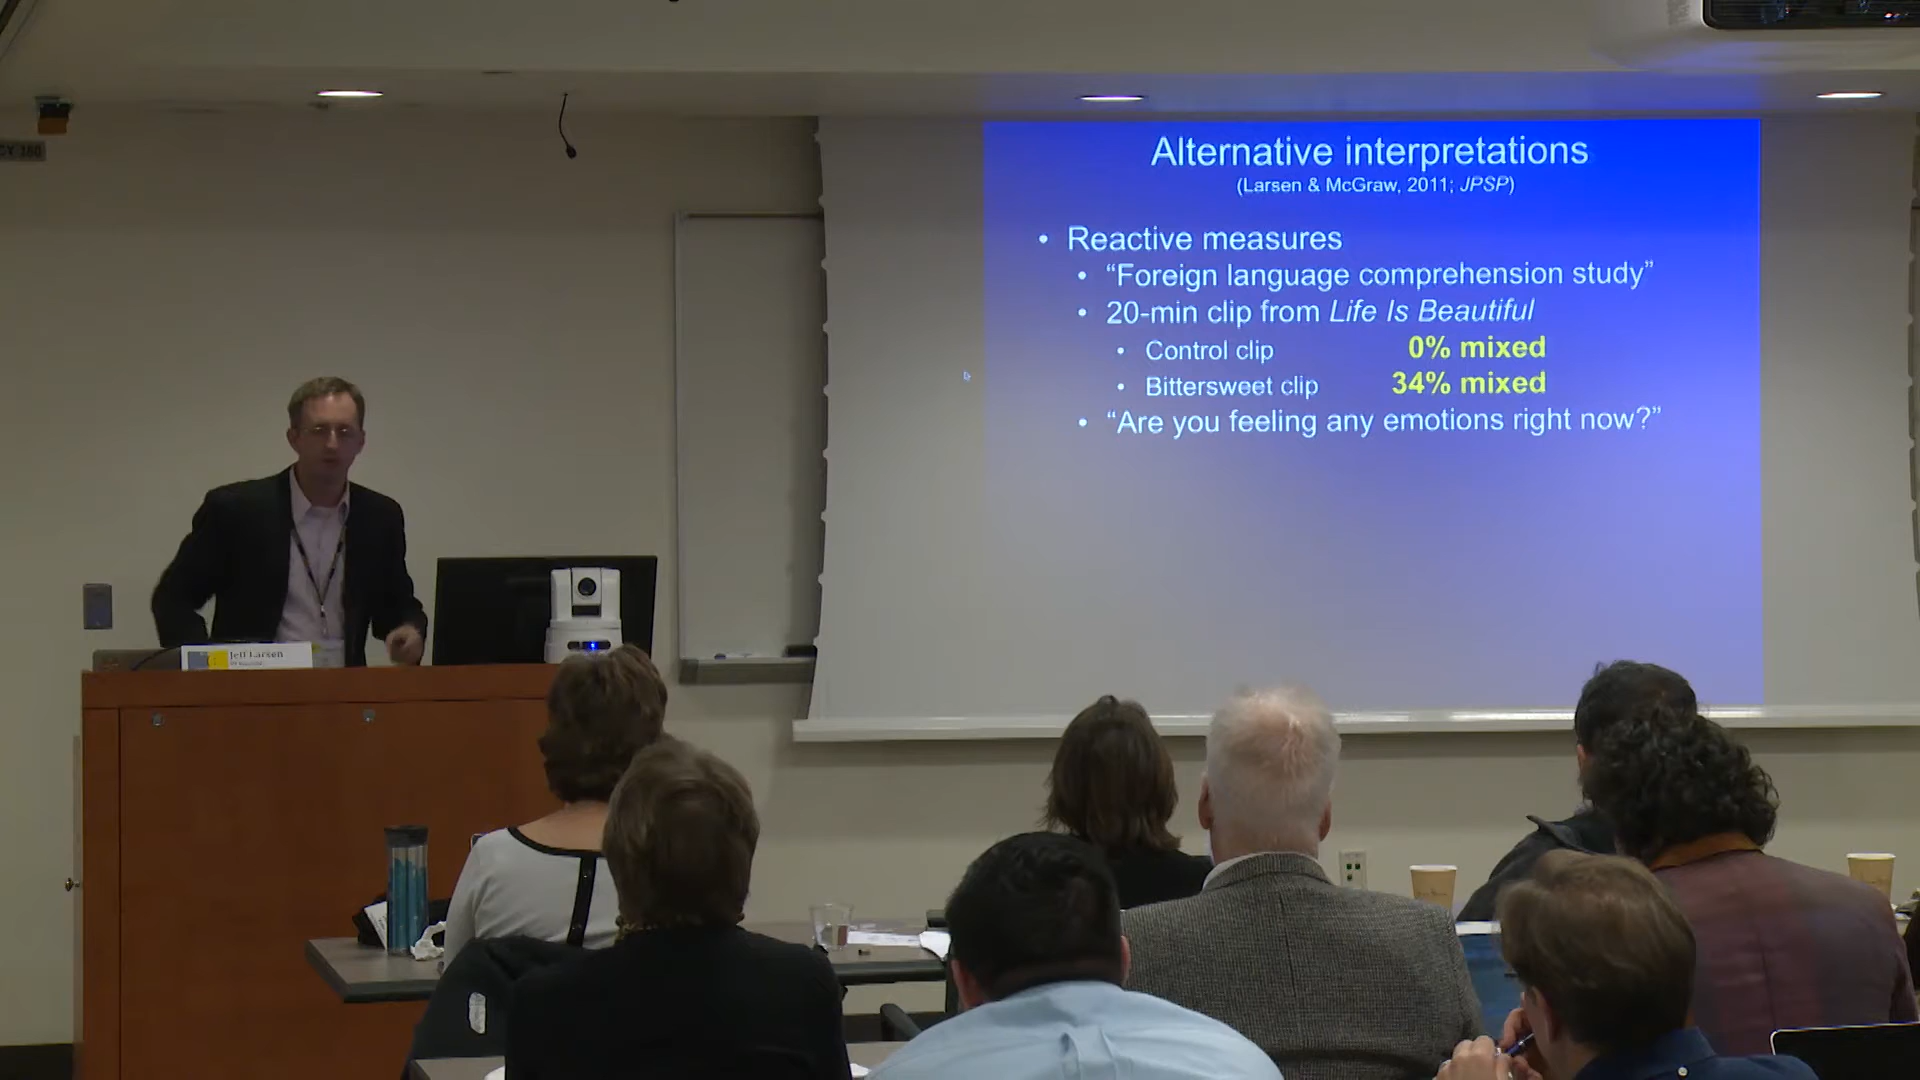 Alternative interpretations
(Larsen & McGraw, 2011; JPSP)
• Reactive measures
• “Foreign language comprehension study”
• 20-min clip from Life Is Beautiful
• Control clip 0% mixed
• Bittersweet clip 34% mixed
• “Are you feeling any emotions right now?”
Jeff Larsen